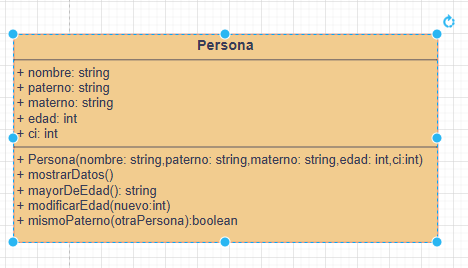 Persona
+ nombre: string
+ paterno: string
+ materno: string
+ edad: int
+ ci: int
+ Persona(nombre: string,paterno: string,materno: string,edad: int,ci:int)
+ mostrarDatos()
+ mayorDeEdad(): string
+ modificarEdad(nuevo:int)
+ mismoPaterno(otraPersona):boolean